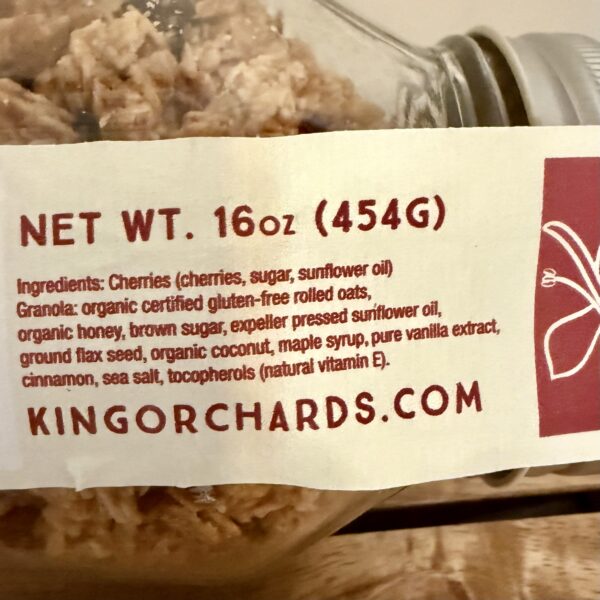 NET WT. 16oz (454G)
Ingredients: Cherries (cherries, sugar, sunflower oil)
Granola: organic certified gluten-free rolled oats,
organic honey, brown sugar, expeller pressed sunflower oil,
ground flax seed, organic coconut, maple syrup, pure vanilla extract,
cinnamon, sea salt, tocopherols (natural vitamin E).
KINGORCHARDS.COM